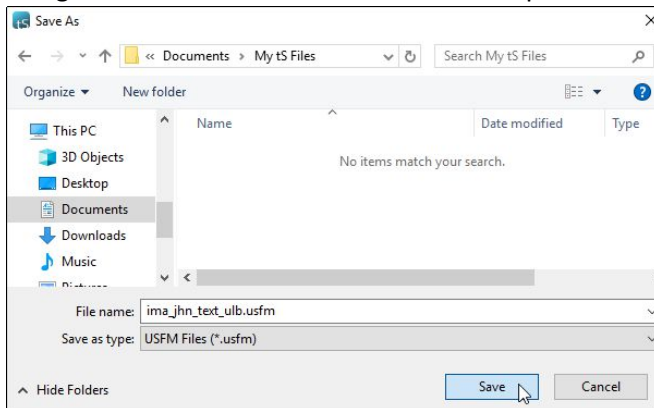 tS Save As
« Documents › My tS Files
Search My tS Files
Organize
New folder
This PC
3D Objects
Desktop
Documents
Downloads
Music
Name
Date modified
Type
No items match your search.
File name: ima_jhn_text_ulb.usfm
Save as type: USFM Files (*.usfm)
Hide Folders
Save
Cancel